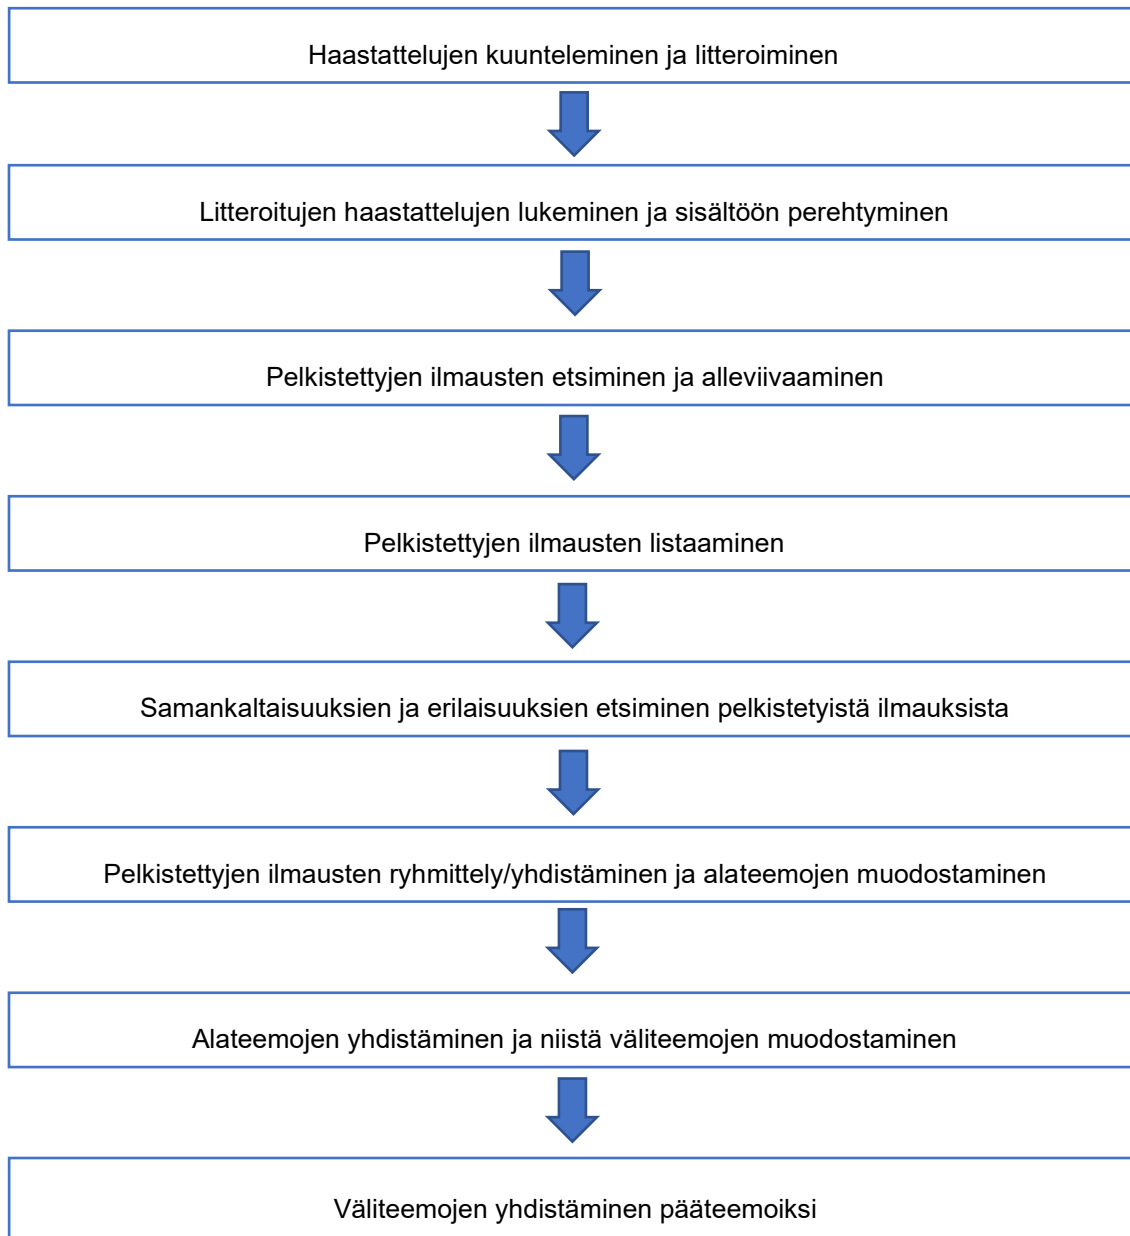 Haastattelujen kuunteleminen ja litteroiminen
Litteroitujen haastattelujen lukeminen ja sisältöön perehtyminen
Pelkistettyjen ilmausten etsiminen ja alleviivaaminen
Pelkistettyjen ilmausten listaaminen
Samankaltaisuuksien ja erilaisuuksien etsiminen pelkistetyistä ilmauksista
Pelkistettyjen ilmausten ryhmittely/yhdistäminen ja alateemojen muodostaminen
Alateemojen yhdistäminen ja niistä väliteemojen muodostaminen
Väliteemojen yhdistäminen pääteemoiksi